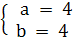 { a = 4
b = 4